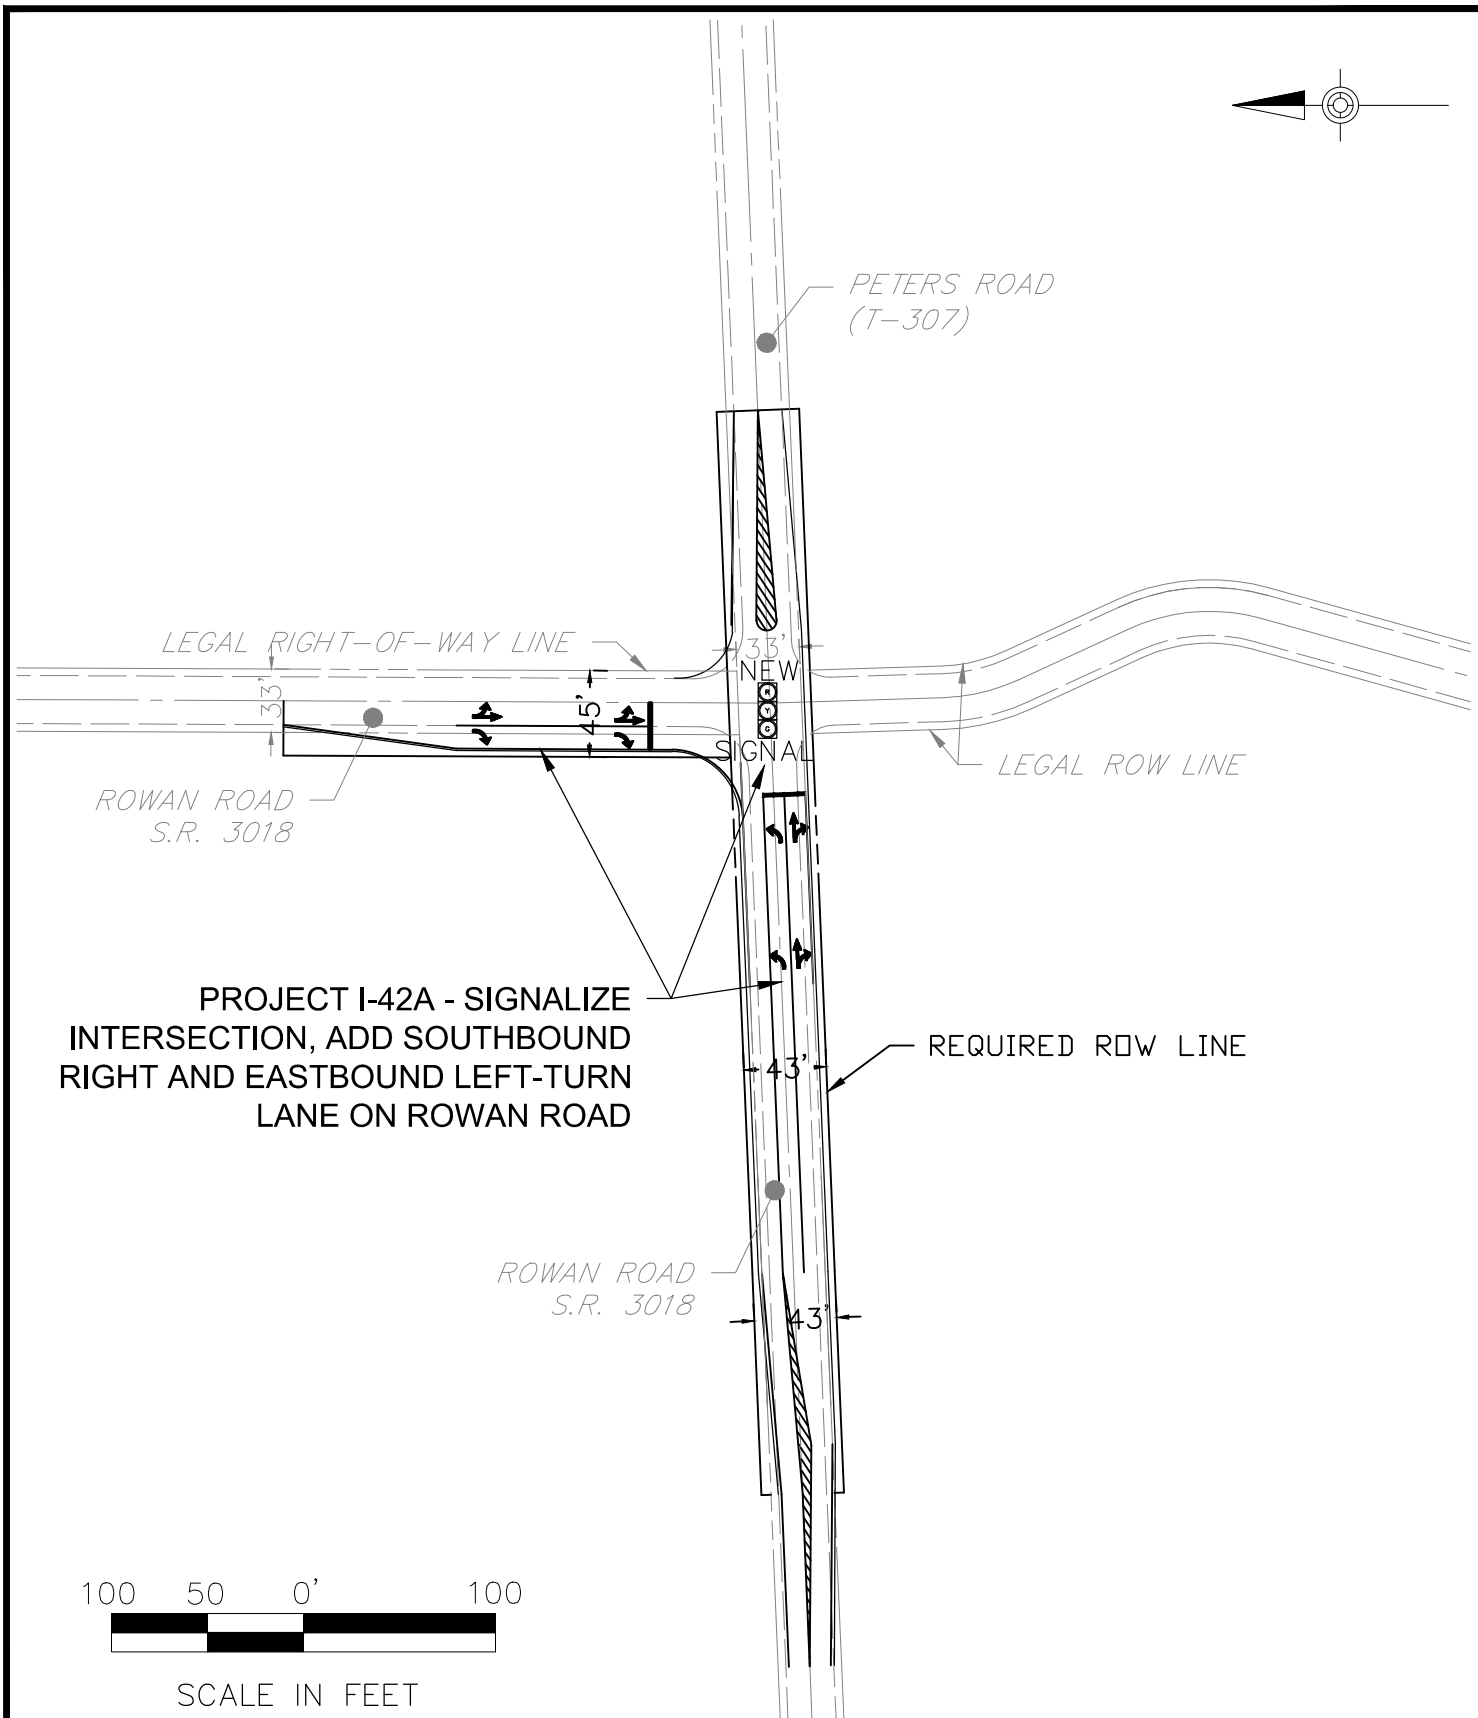 PETERS ROAD
(T-307)
LEGAL RIGHT-OF-WAY LINE
33'
NEW
33'
45'
R
Y
G
SIGNAL
LEGAL ROW LINE
ROWAN ROAD
S.R. 3018
PROJECT I-42A - SIGNALIZE
INTERSECTION, ADD SOUTHBOUND
RIGHT AND EASTBOUND LEFT-TURN
LANE ON ROWAN ROAD
REQUIRED ROW LINE
43'
ROWAN ROAD
S.R. 3018
43'
100 50 0' 100
SCALE IN FEET